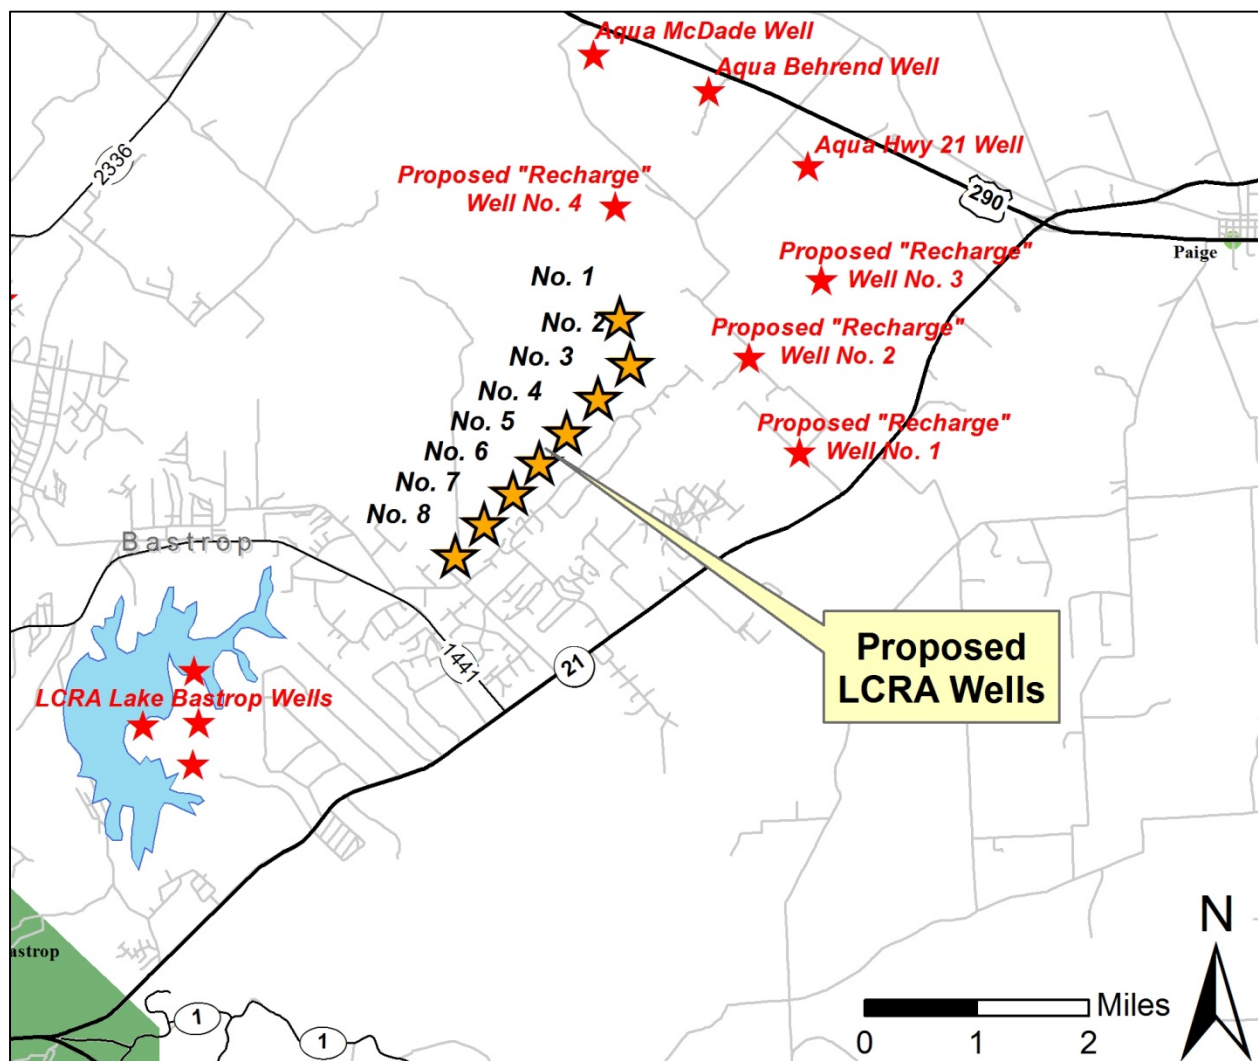 Aqua McDade Well
Aqua Behrend Well
2336
Aqua Hwy 21 Well
Proposed "Recharge"
Well No. 4
290
Paige
Proposed "Recharge"
Well No. 3
No. 1
No. 2
Proposed "Recharge"
Well No. 2
No. 3
No. 4
No. 5
Proposed "Recharge"
Well No. 1
No. 6
No. 7
No. 8
Bastrop
Proposed
LCRA Wells
1441
21
LCRA Lake Bastrop Wells
astrop
N
Miles
0 1 2
1
1